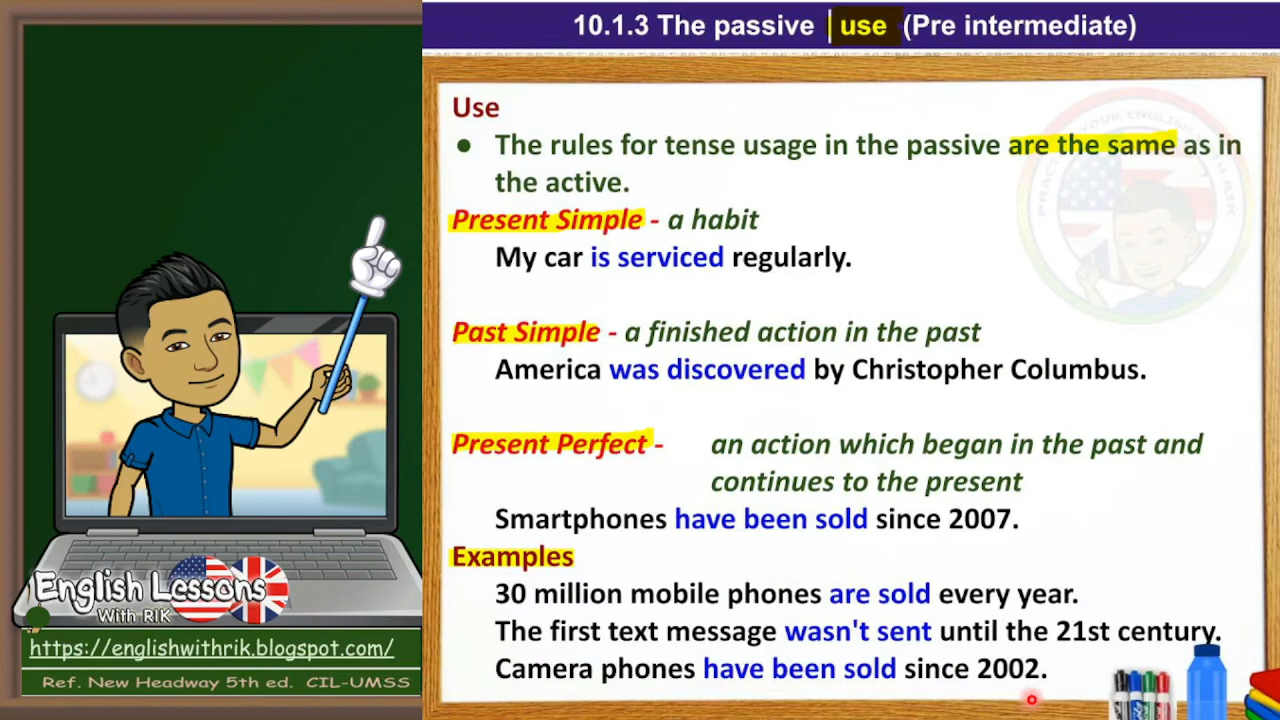 10.1.3 The passive use (Pre intermediate)
Use
● The rules for tense usage in the passive are the same as in
the active.
Present Simple - a habit
My car is serviced regularly.
Past Simple - a finished action in the past
America was discovered by Christopher Columbus.
Present Perfect - an action which began in the past and
continues to the present
Smartphones have been sold since 2007.
Examples
30 million mobile phones are sold every year.
The first text message wasn't sent until the 21st century.
Camera phones have been sold since 2002.
English Lessons
With RIK
https://englishwithrik.blogspot.com/
Ref. New Headway 5th ed. CIL-UMSS